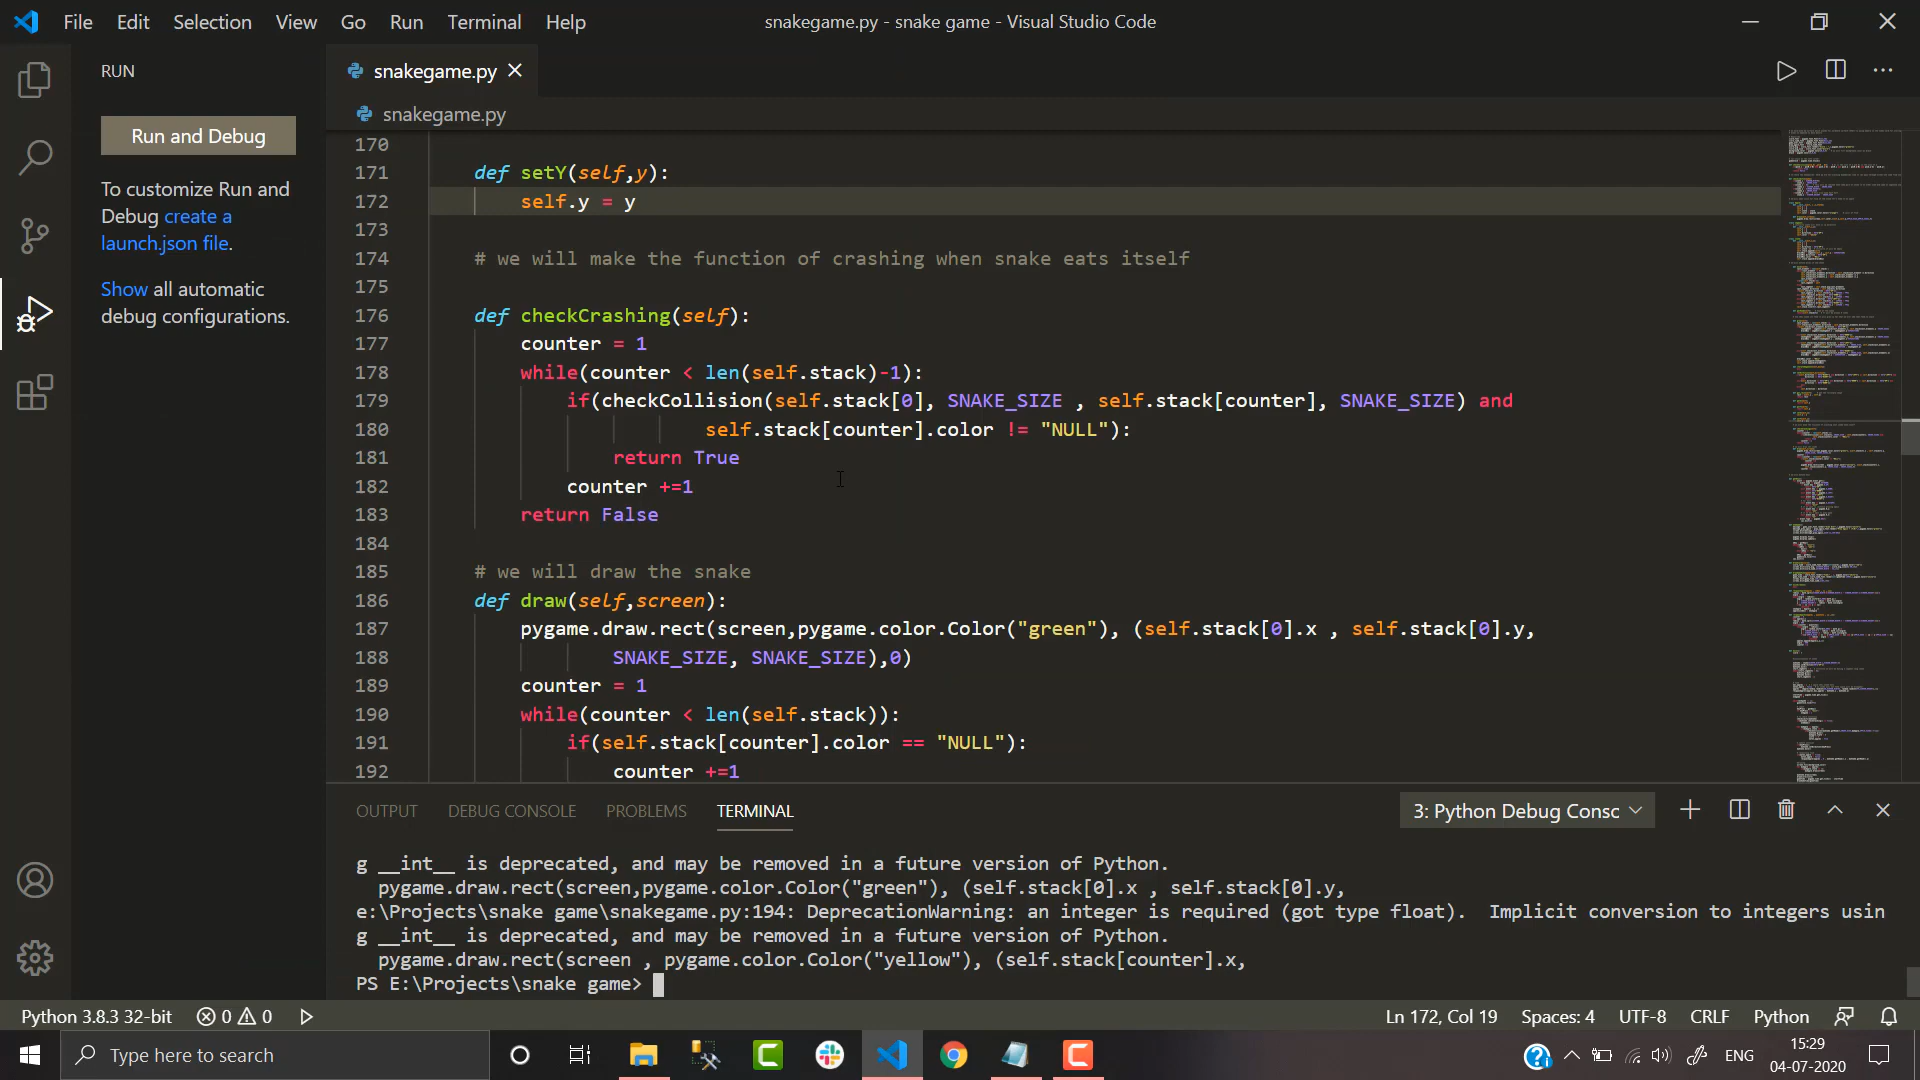 File Edit Selection View Go Run Terminal Help
snakegame.py - snake game - Visual Studio Code
RUN
snakegame.py
Run and Debug
To customize Run and
Debug create a
launch.json file.
Show all automatic
debug configurations.
snakegame.py
170
171 def setY(self,y):
172 self.y = y
173
174 # we will make the function of crashing when snake eats itself
175
176 def checkCrashing(self):
177 counter = 1
178 while(counter < len(self.stack)-1):
179 if(checkCollision(self.stack[0], SNAKE_SIZE , self.stack[counter], SNAKE_SIZE) and
180 self.stack[counter].color != "NULL"):
181 return True
182 counter +=1
183 return False
184
185 # we will draw the snake
186 def draw(self,screen):
187 pygame.draw.rect(screen,pygame.color.Color("green"), (self.stack[0].x , self.stack[0].y,
188 SNAKE_SIZE, SNAKE_SIZE),0)
189 counter = 1
190 while(counter < len(self.stack)):
191 if(self.stack[counter].color == "NULL"):
192 counter +=1
OUTPUT DEBUG CONSOLE PROBLEMS TERMINAL
3: Python Debug Consc
g __int__ is deprecated, and may be removed in a future version of Python.
pygame.draw.rect(screen,pygame.color.Color("green"), (self.stack[0].x , self.stack[0].y,
e:\Projects\snake game\snakegame.py:194: DeprecationWarning: an integer is required (got type float).  Implicit conversion to integers usin
g __int__ is deprecated, and may be removed in a future version of Python.
pygame.draw.rect(screen , pygame.color.Color("yellow"), (self.stack[counter].x,
PS E:\Projects\snake game>
Python 3.8.3 32-bit 0 0
Ln 172, Col 19 Spaces: 4 UTF-8 CRLF Python
Type here to search
ENG
15:29
04-07-2020